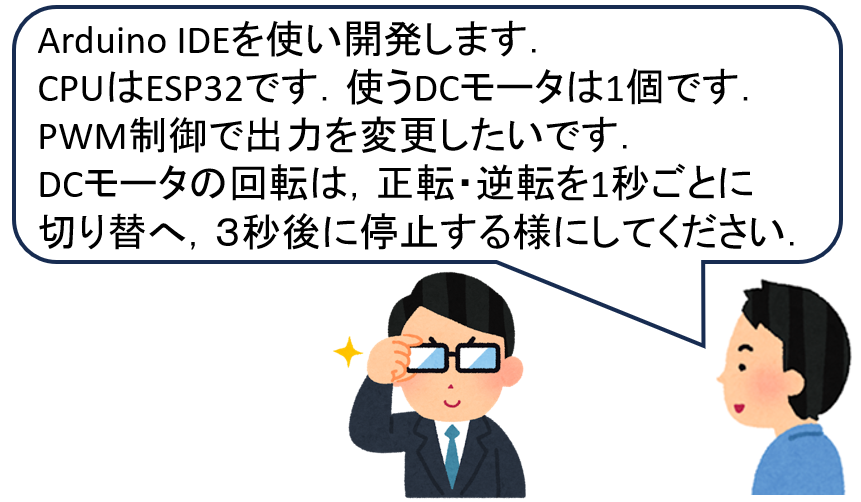 Arduino IDEを使い開発します．
CPUはESP32です．使うDCモータは1個です．
PWM制御で出力を変更したいです．
DCモータの回転は，正転・逆転を1秒ごとに
切り替へ，３秒後に停止する様にしてください．